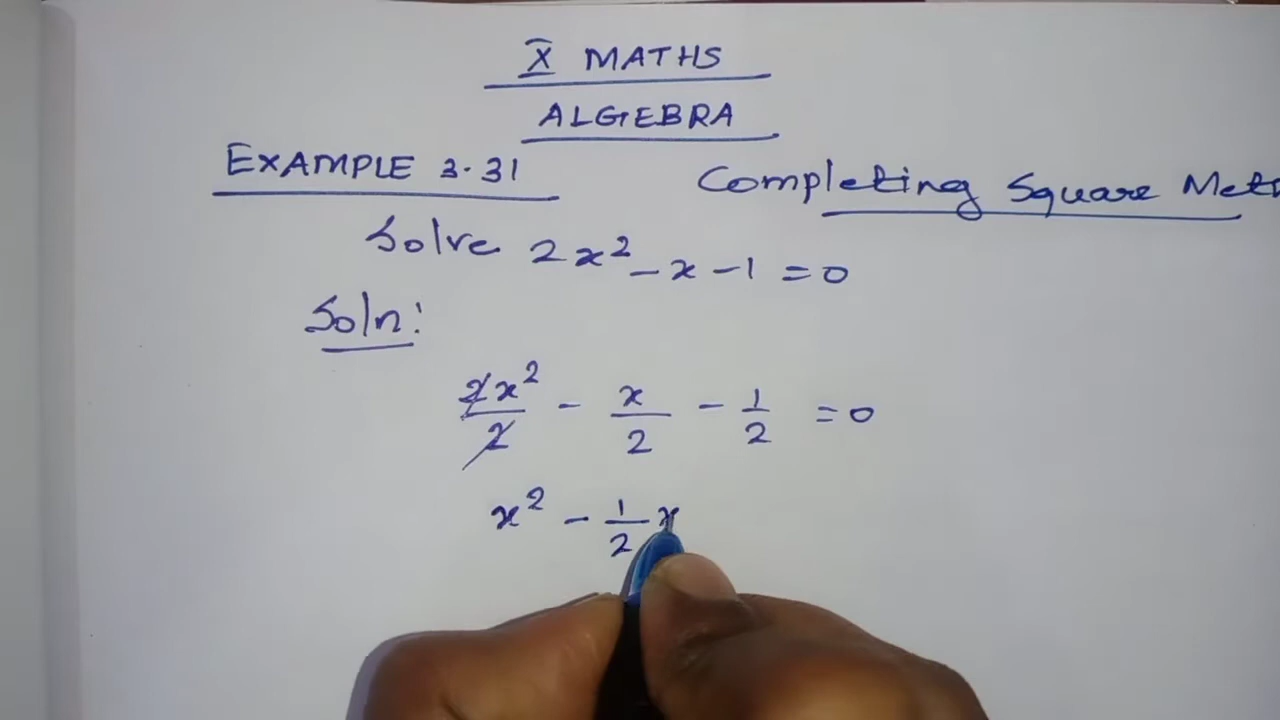 X MATHS
ALGEBRA
EXAMPLE 3.31
Completing Square
Solve 2x² - x - 1 = 0
Soln:
2x²/2 - x/2 - 1/2 = 0
x² - 1/2 x